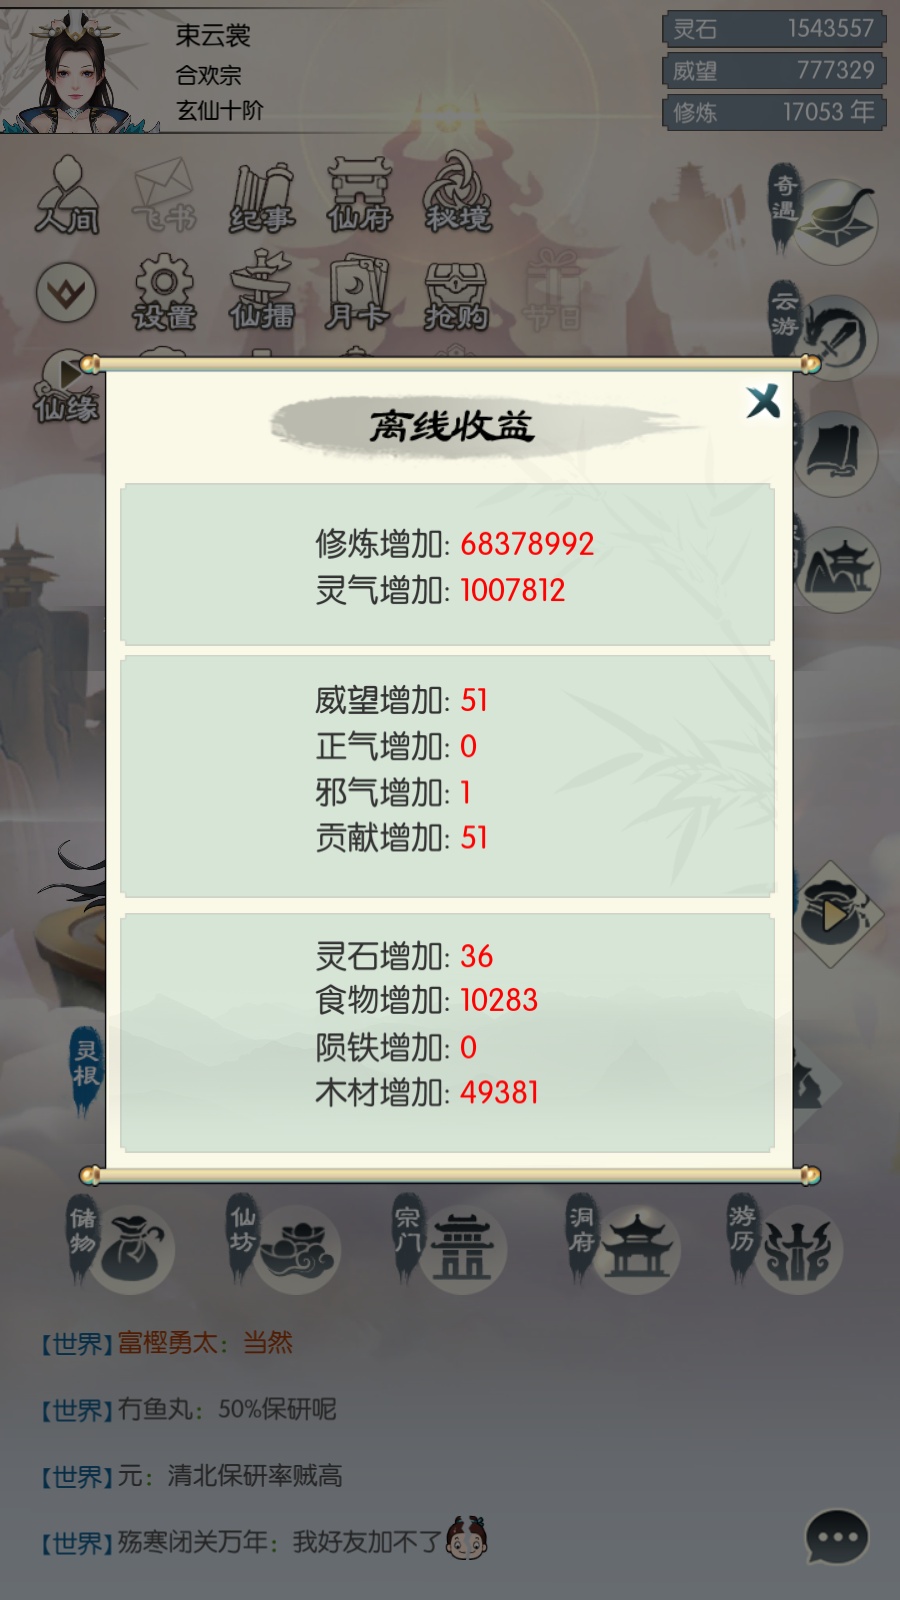 束云裳
合欢宗
玄仙十阶
灵石 1543557
威望 777329
修炼 17053 年
人间 飞书 纪事 仙府 秘境
奇遇
设置 仙擂 月卡 抢购 节日
云游
仙缘
离线收益
修炼增加: 68378992
灵气增加: 1007812
威望增加: 51
正气增加: 0
邪气增加: 1
贡献增加: 51
灵石增加: 36
食物增加: 10283
陨铁增加: 0
木材增加: 49381
灵根
储物 仙坊 宗门 洞府 游历
【世界】富樫勇太：当然
【世界】冇鱼丸：50%保研呢
【世界】元：清北保研率贼高
【世界】殇寒闭关万年：我好友加不了